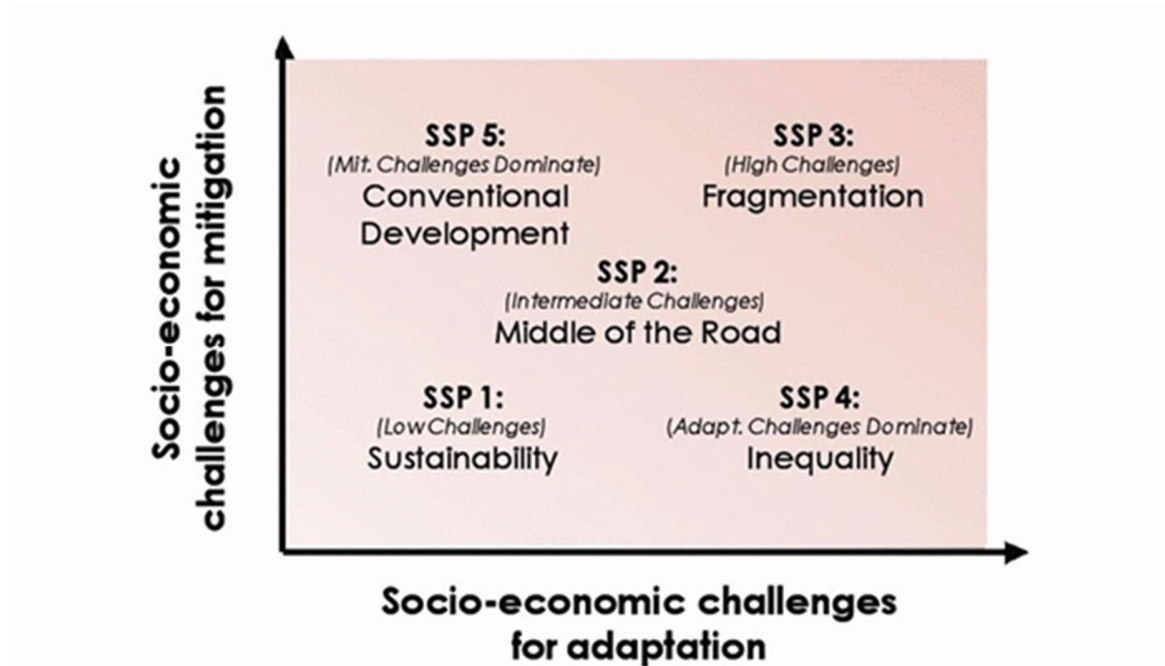 Socio-economic
challenges for mitigation
SSP 5:
(Mit. Challenges Dominate)
Conventional
Development
SSP 3:
(High Challenges)
Fragmentation
SSP 2:
(Intermediate Challenges)
Middle of the Road
SSP 1:
(Low Challenges)
Sustainability
SSP 4:
(Adapt. Challenges Dominate)
Inequality
Socio-economic challenges
for adaptation